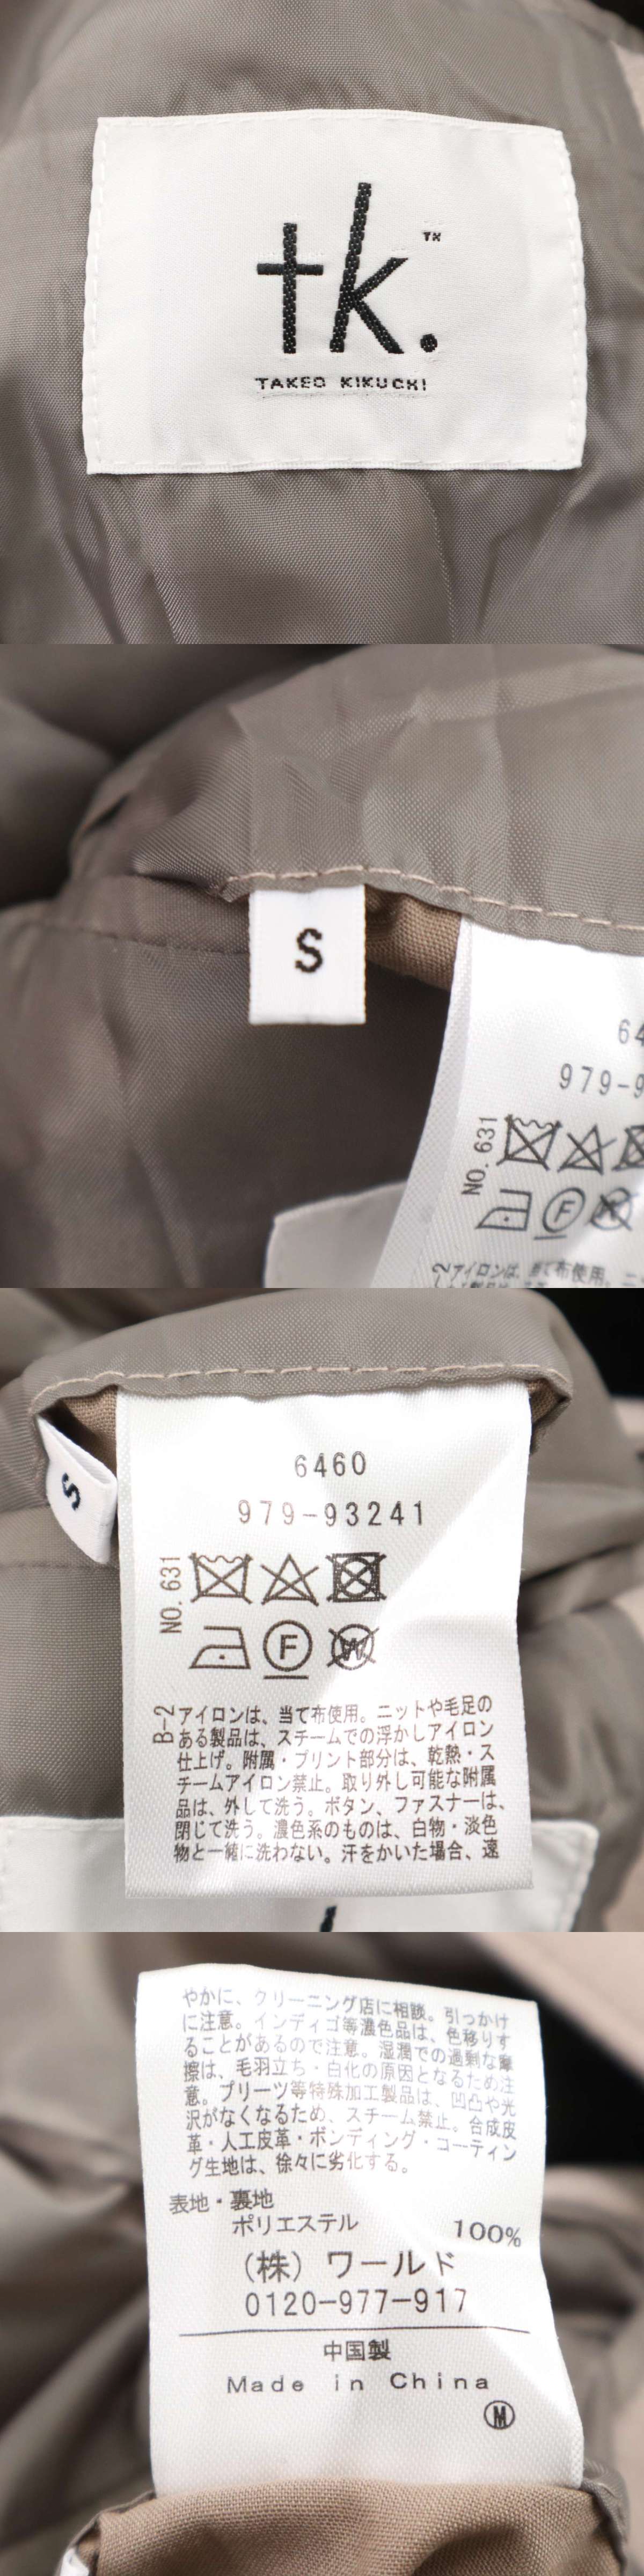 tk.
TM
TAKEO KIKUCHI
S
64
979-9
NO. 631
F
-2
アイロンは、当て布使用。ニ
S
6460
979-93241
NO. 631
F
W
B-2
アイロンは、当て布使用。ニットや毛足の
ある製品は、スチームでの浮かしアイロン
仕上げ。附属・プリント部分は、乾熱・ス
チームアイロン禁止。取り外し可能な附属
品は、外して洗う。ボタン、ファスナーは、
閉じて洗う。濃色系のものは、白物・淡色
物と一緒に洗わない。汗をかいた場合、速
やかに、クリーニング店に相談。引っかけ
に注意。インディゴ等濃色品は、色移りす
ることがあるので注意。湿潤での過剰な摩
擦は、毛羽立ち・白化の原因となるため注
意。プリーツ等特殊加工製品は、凹凸や光
沢がなくなるため、スチーム禁止。合成皮
革・人工皮革・ボンディング・コーティン
グ生地は、徐々に劣化する。
表地・裏地
ポリエステル 100%
(株) ワールド
0120-977-917
中国製
Made in China
M